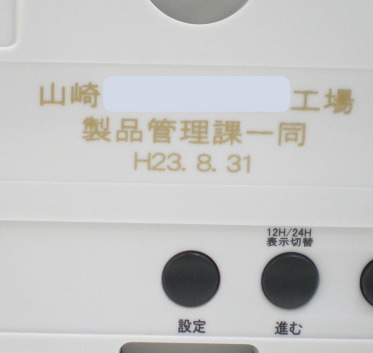 山崎 工場
製品管理課一同
H23. 8. 31
12H/24H
表示切替
設定 進む